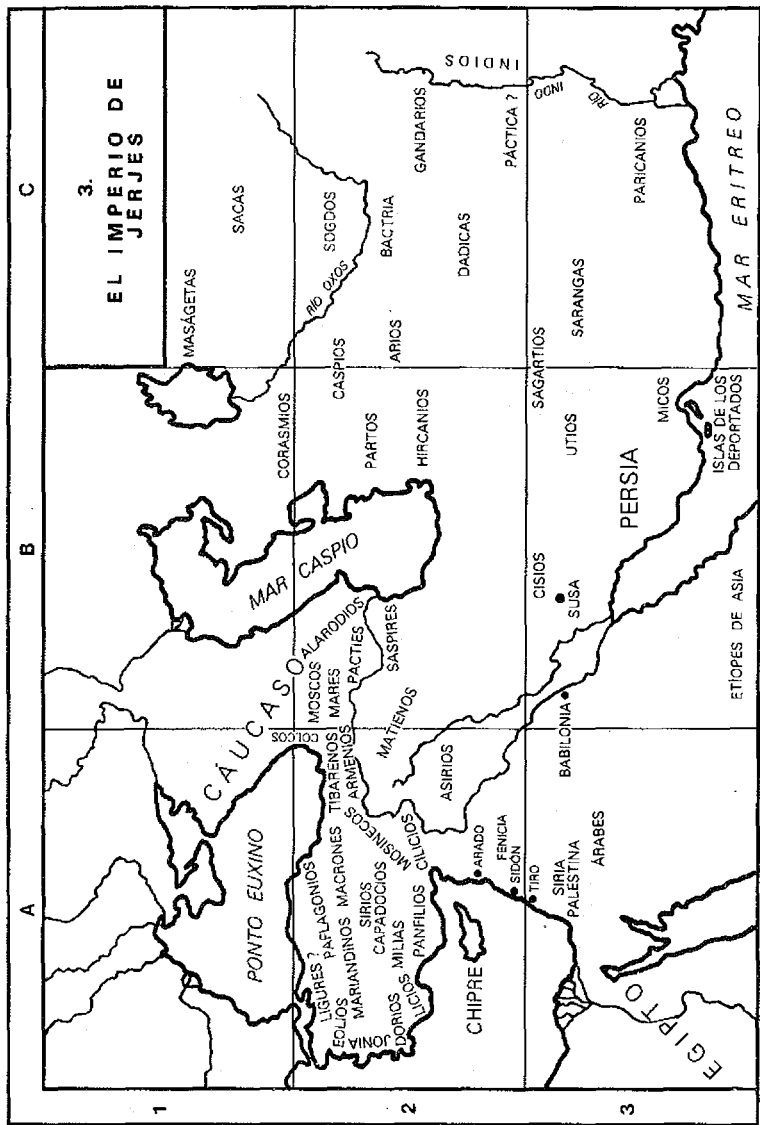 A
B
C
1
2
3
3.
EL IMPERIO DE
JERJES
MASÁGETAS
SACAS
CORASMIOS
RÍO OXOS
SOGDOS
CASPIOS
BACTRIA
PARTOS
ARIOS
HIRCANIOS
GANDARIOS
DADICAS
PÁCTICA ?
INDIOS
RÍO
INDO
SAGARTIOS
SARANGAS
UTIOS
PARICANIOS
MICOS
ISLAS DE LOS
DEPORTADOS
MAR ERITREO
PERSIA
CISIOS
SUSA
BABILONIA
ETÍOPES DE ASIA
MAR CASPIO
CÁUCASO
ALARODIOS
COLCOS
MOSCOS
MARES
PACTIES
SASPIRES
MATIENOS
TIBARENOS
ARMENIOS
MOSINECOS
ASIRIOS
PONTO EUXINO
LIGURES ?
PAFLAGONIOS
EOLIOS
MARIANDINOS
MACRONES
SIRIOS
CAPADOCIOS
JONIA
DORIOS
MILIAS
LICIOS
PANFILIOS
CILICIOS
CHIPRE
ARADO
FENICIA
SIDÓN
TIRO
SIRIA
PALESTINA
ÁRABES
EGIPTO